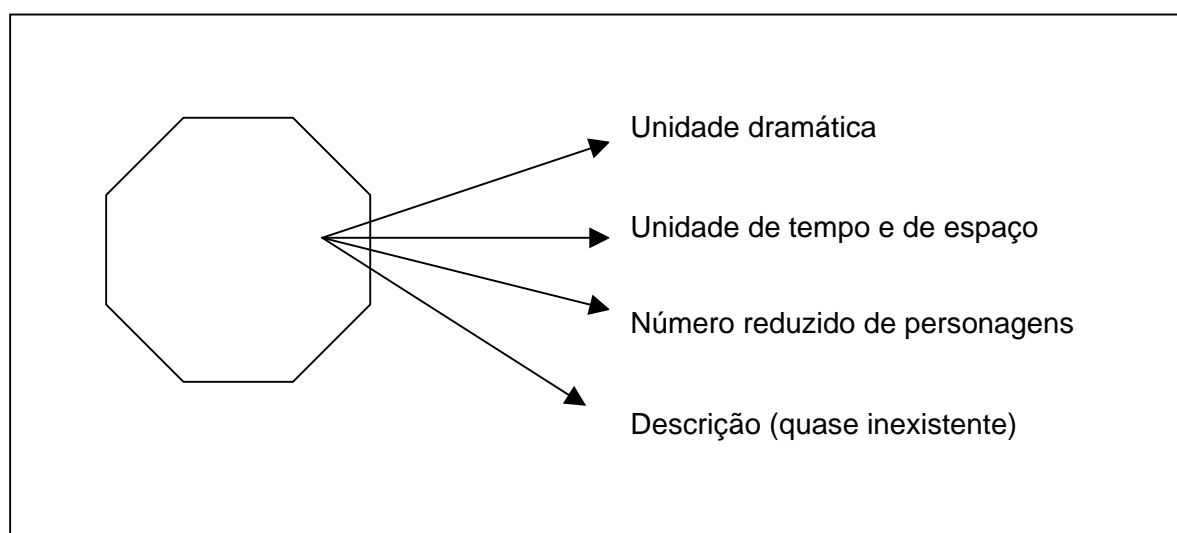 Unidade dramática
Unidade de tempo e de espaço
Número reduzido de personagens
Descrição (quase inexistente)